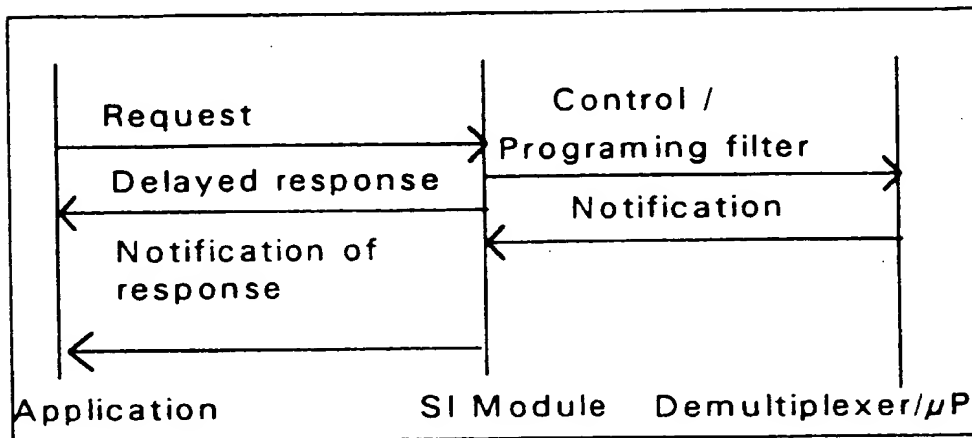 Request
Control /
Programing filter
Delayed response
Notification
Notification of
response
Application
SI Module
Demultiplexer/μP